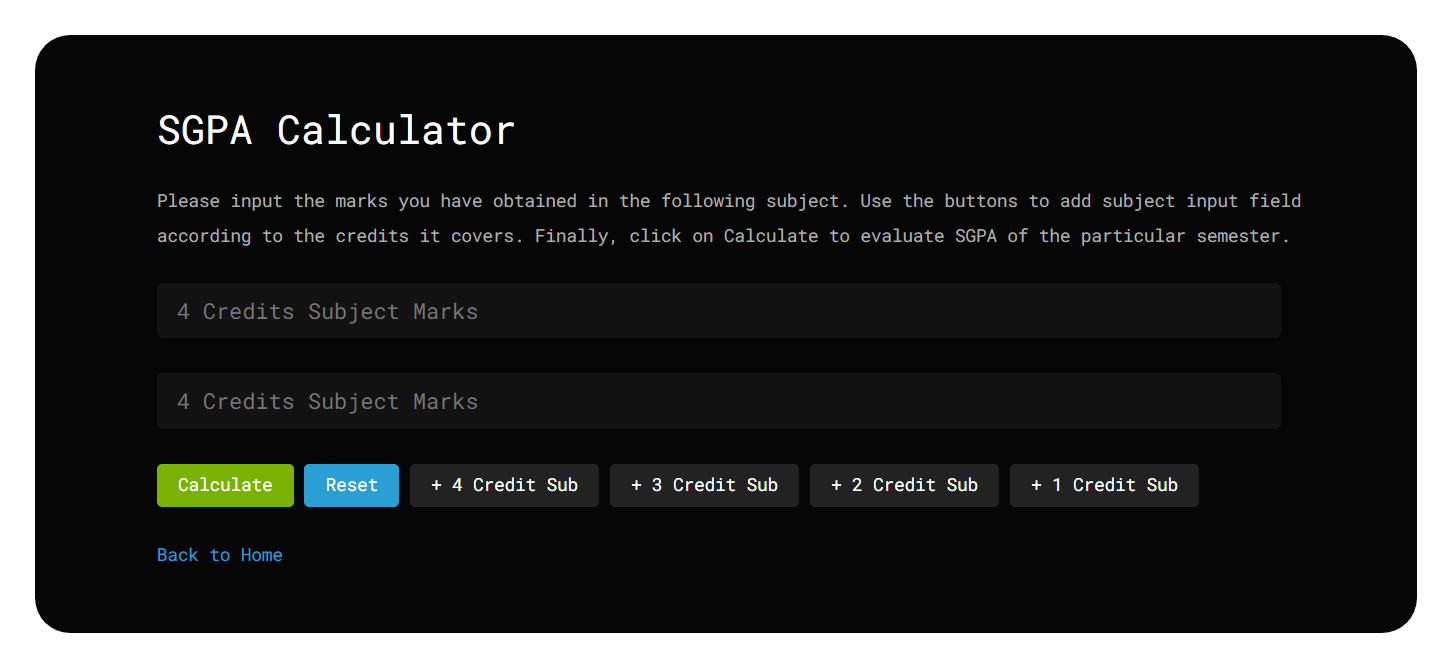 SGPA Calculator
Please input the marks you have obtained in the following subject. Use the buttons to add subject input field
according to the credits it covers. Finally, click on Calculate to evaluate SGPA of the particular semester.
4 Credits Subject Marks
4 Credits Subject Marks
Calculate Reset + 4 Credit Sub + 3 Credit Sub + 2 Credit Sub + 1 Credit Sub
Back to Home